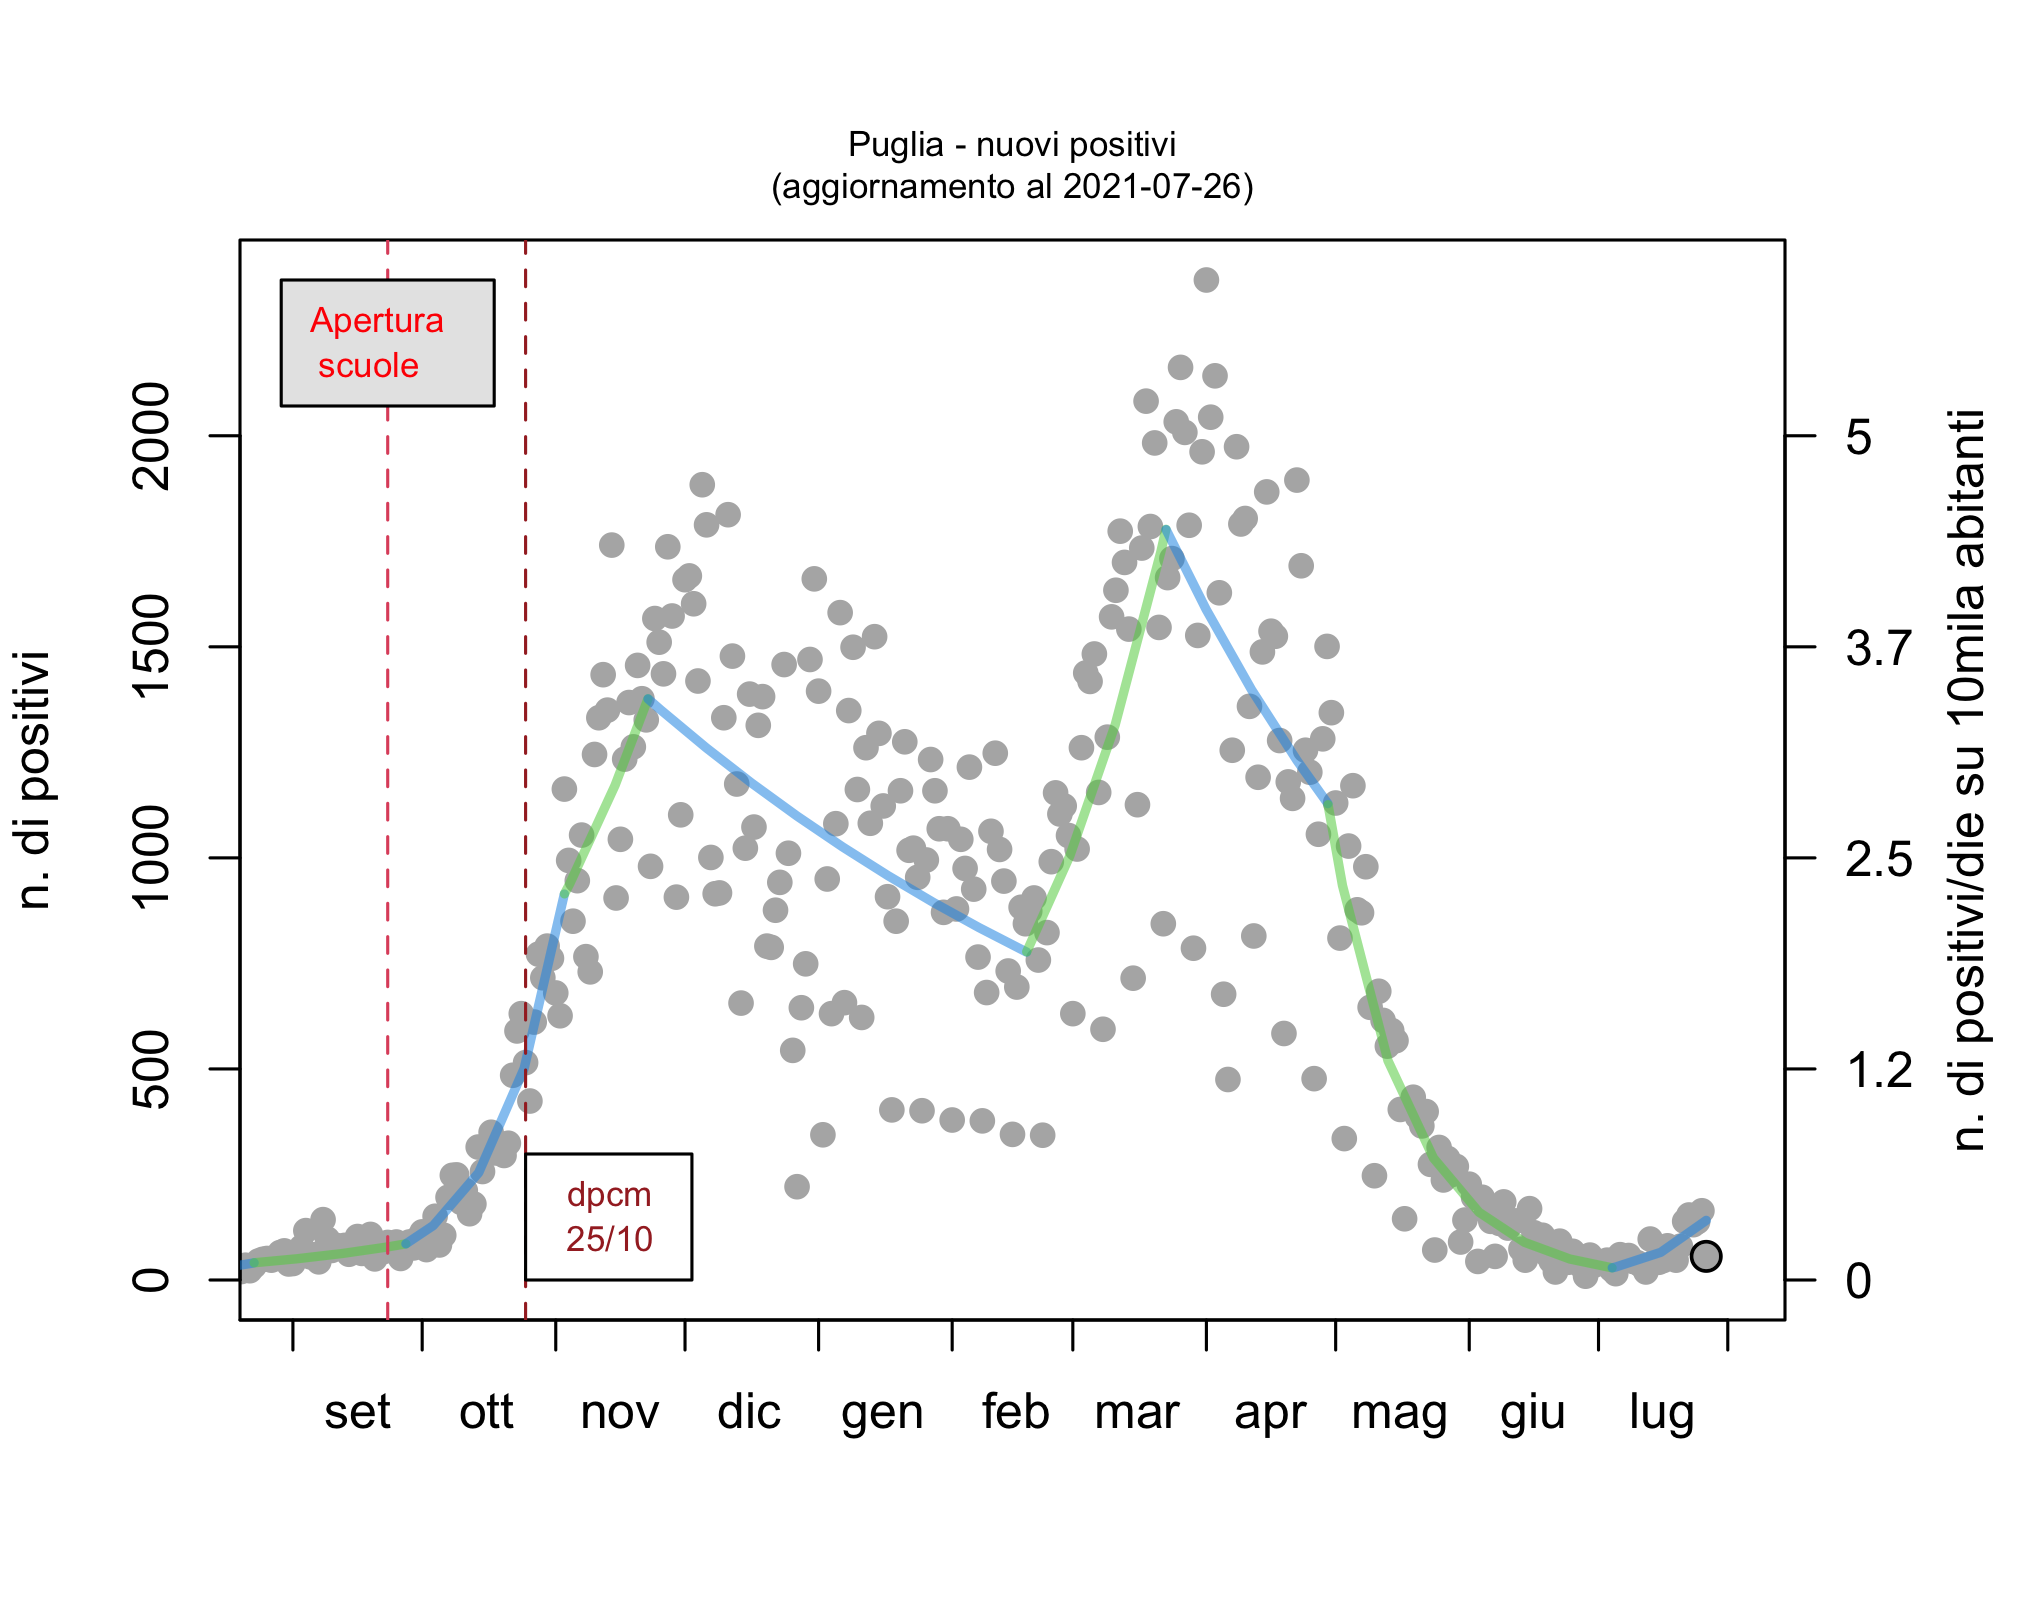 Puglia - nuovi positivi
(aggiornamento al 2021-07-26)
Apertura
scuole
dpcm
25/10
n. di positivi
2000
1500
1000
500
0
5
3.7
2.5
1.2
0
n. di positivi/die su 10mila abitanti
set ott nov dic gen feb mar apr mag giu lug